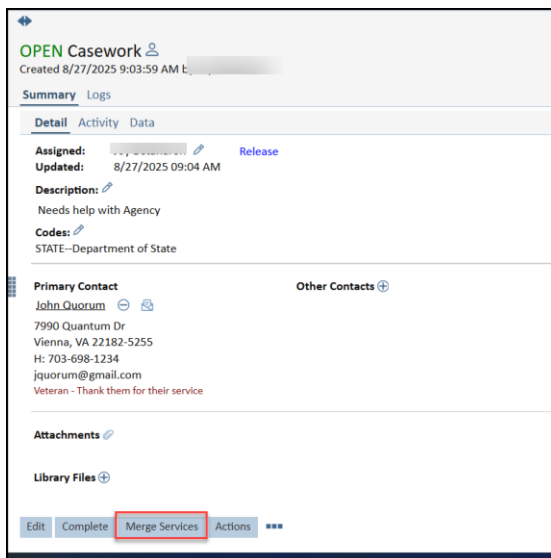 OPEN Casework
Created 8/27/2025 9:03:59 AM b
Summary Logs
Detail Activity Data
Assigned: Release
Updated: 8/27/2025 09:04 AM
Description:
Needs help with Agency
Codes:
STATE--Department of State
Primary Contact Other Contacts
John Quorum
7990 Quantum Dr
Vienna, VA 22182-5255
H: 703-698-1234
jquorum@gmail.com
Veteran - Thank them for their service
Attachments
Library Files
Edit Complete Merge Services Actions